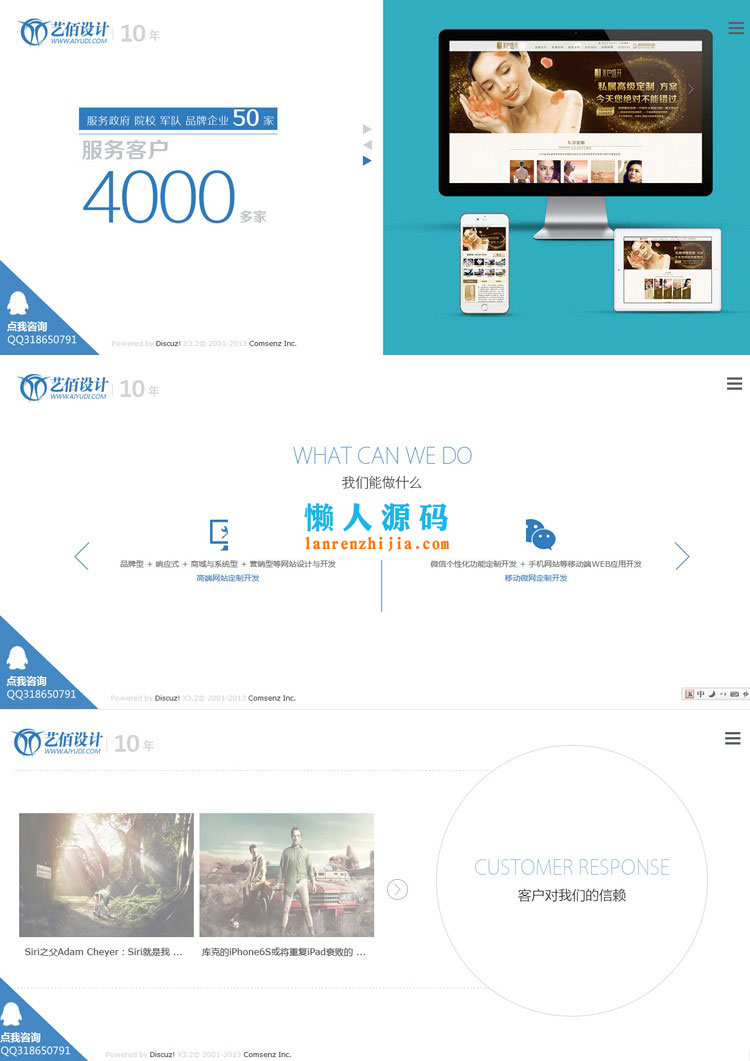 艺佰设计
WWW.AIYUDI.COM
10 年
服务政府 院校 军队 品牌企业 50 家
服务客户
4000 多家
私属高级定制 方案
今天您绝对不能错过
CUSTOM
点我咨询
QQ318650791
Powered by Discuz! X3.2© 2001-2013 Comsenz Inc.
艺佰设计
WWW.AIYUDI.COM
10 年
WHAT CAN WE DO
我们能做什么
懒人源码
lanrenzhijia.com
品牌型 + 响应式 + 商城与系统型 + 营销型等网站设计与开发
高端网站定制开发
微信个性化功能定制开发 + 手机网站等移动端WEB应用开发
移动微网定制开发
点我咨询
QQ318650791
Powered by Discuz! X3.2© 2001-2013 Comsenz Inc.
中
艺佰设计
WWW.AIYUDI.COM
10 年
CUSTOMER RESPONSE
客户对我们的信赖
Siri之父Adam Cheyer：Siri就是我 ...
库克的iPhone6S或将重复iPad衰败的 ...
点我咨询
QQ318650791
Powered by Discuz! X3.2© 2001-2013 Comsenz Inc.